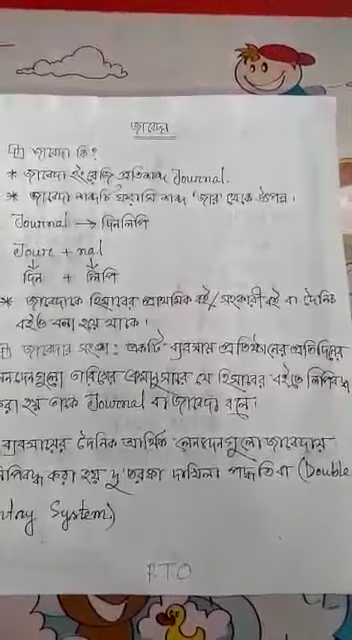 জাবেদা
জাবেদা কি?
* জাবেদা ইংরেজি প্রতিশব্দ Journal.
* জাবেদা শব্দটি ফরাসি শব্দ 'জার' থেকে উৎপন্ন।
Journal → দিনলিপি
Jour + nal
দিন + লিপি
* জাবেদাকে হিসাবের প্রাথমিক বই/সহকারী বই বা দৈনিক
বইও বলা হয়ে থাকে।
জাবেদার সংজ্ঞা: একটি ব্যবসায় প্রতিষ্ঠানের প্রতিদিনের
লেনদেনগুলো তারিখের ক্রমানুসারে যে হিসাবের বইতে লিপিবদ্ধ
করা হয় তাকে Journal বা জাবেদা বলে।
ব্যবসায়ের দৈনিক আর্থিক লেনদেনগুলো জাবেদায়
লিপিবদ্ধ করা হয় দু'তরফা দাখিলা পদ্ধতি বা (Double
ntry System)
P.T.O